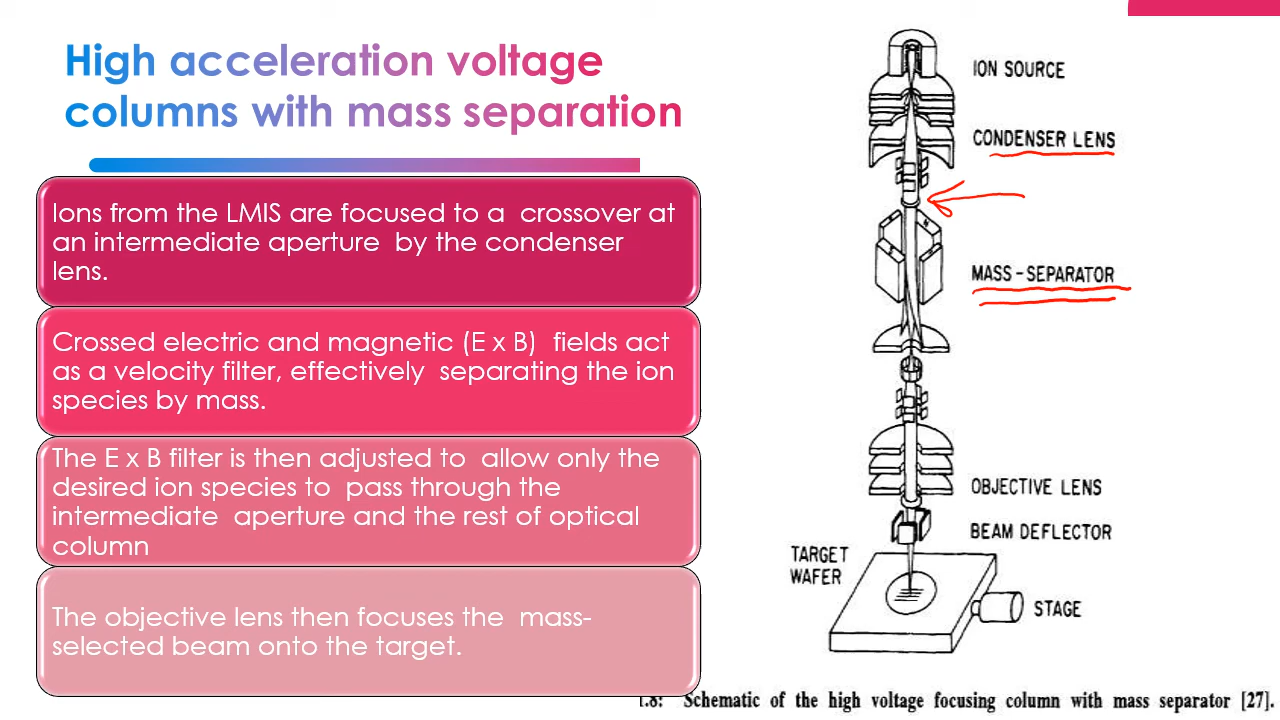 High acceleration voltage
columns with mass separation
Ions from the LMIS are focused to a crossover at
an intermediate aperture by the condenser
lens.
Crossed electric and magnetic (E x B) fields act
as a velocity filter, effectively separating the ion
species by mass.
The E x B filter is then adjusted to allow only the
desired ion species to pass through the
intermediate aperture and the rest of optical
column
The objective lens then focuses the mass-
selected beam onto the target.
ION SOURCE
CONDENSER LENS
MASS-SEPARATOR
OBJECTIVE LENS
BEAM DEFLECTOR
TARGET
WAFER
STAGE
.8: Schematic of the high voltage focusing column with mass separator [27].